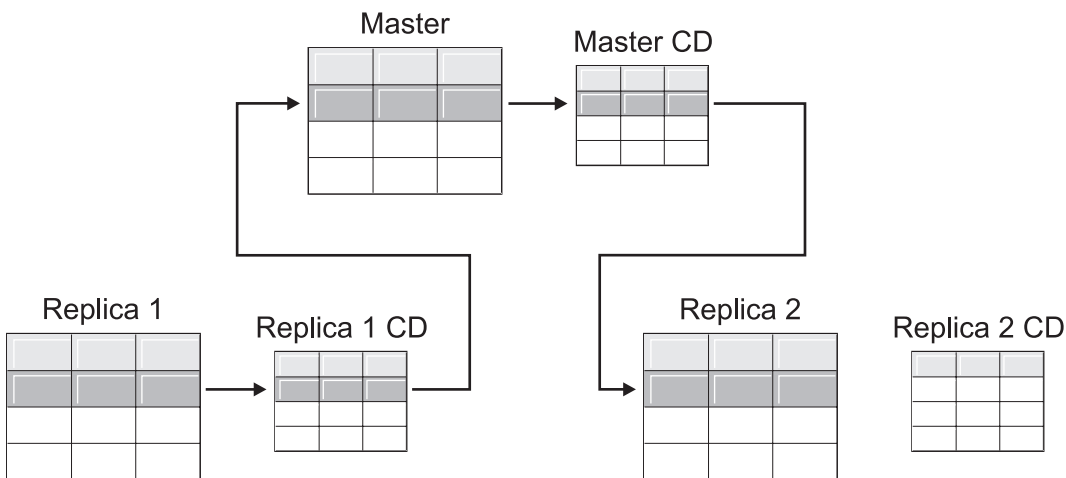 Master
Master CD
Replica 1
Replica 1 CD
Replica 2
Replica 2 CD